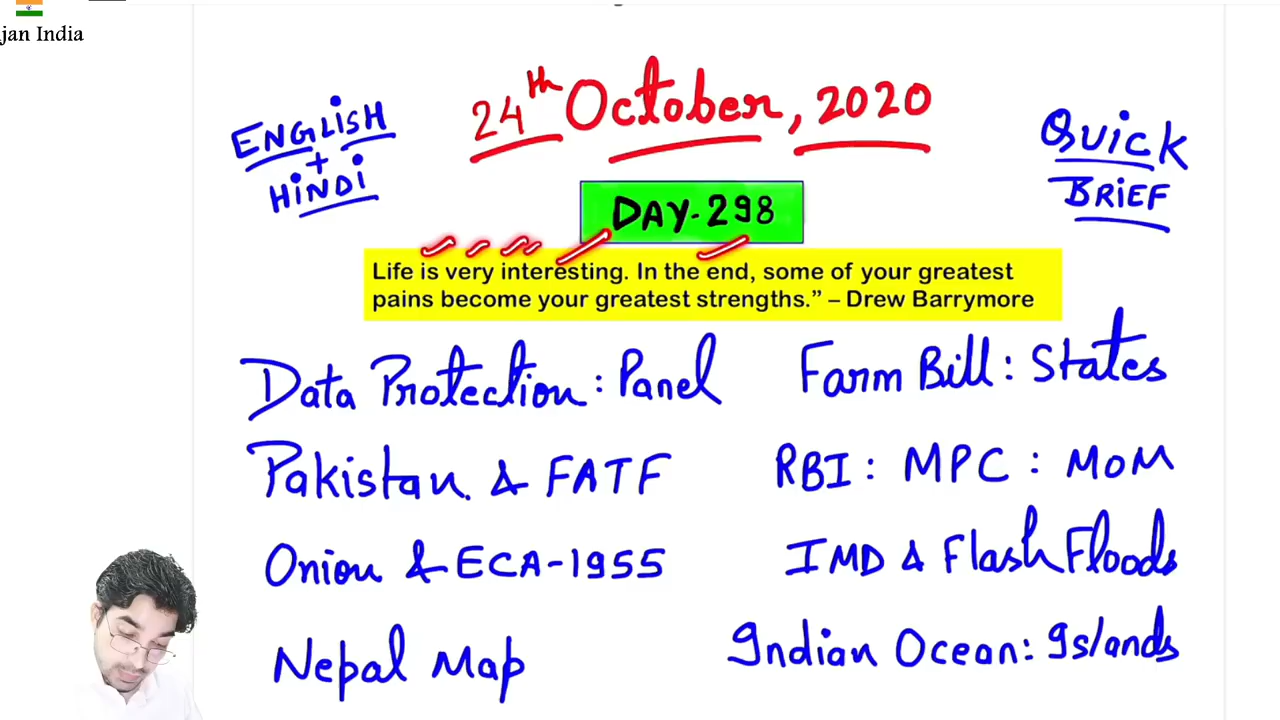 jan India
24th October, 2020
ENGLISH
+
HINDI
QUICK
BRIEF
DAY-298
Life is very interesting. In the end, some of your greatest
pains become your greatest strengths.” – Drew Barrymore
Data Protection : Panel
Farm Bill : States
Pakistan & FATF
RBI : MPC : MoM
Onion & ECA-1955
IMD & Flash Floods
Nepal Map
Indian Ocean : Islands